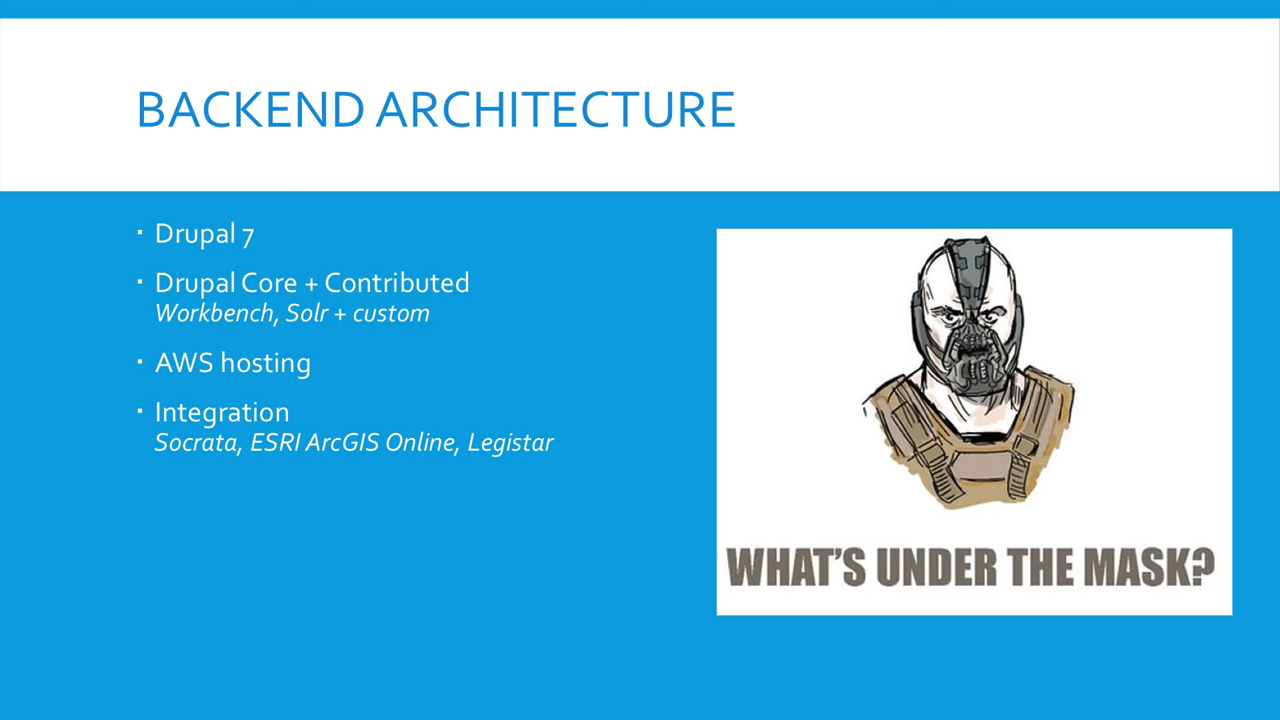 BACKEND ARCHITECTURE
▪ Drupal 7
▪ Drupal Core + Contributed
Workbench, Solr + custom
▪ AWS hosting
▪ Integration
Socrata, ESRI ArcGIS Online, Legistar
WHAT'S UNDER THE MASK?